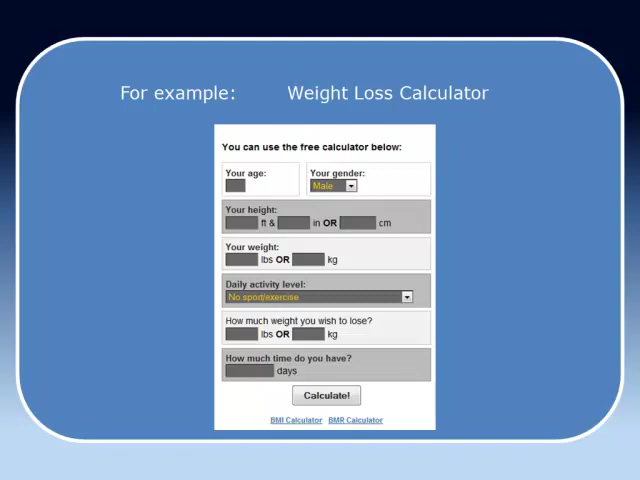 For example: Weight Loss Calculator
You can use the free calculator below:
Your age: Your gender:
Male
Your height:
ft & in OR cm
Your weight:
lbs OR kg
Daily activity level:
No sport/exercise
How much weight you wish to lose?
lbs OR kg
How much time do you have?
days
Calculate!
BMI Calculator BMR Calculator